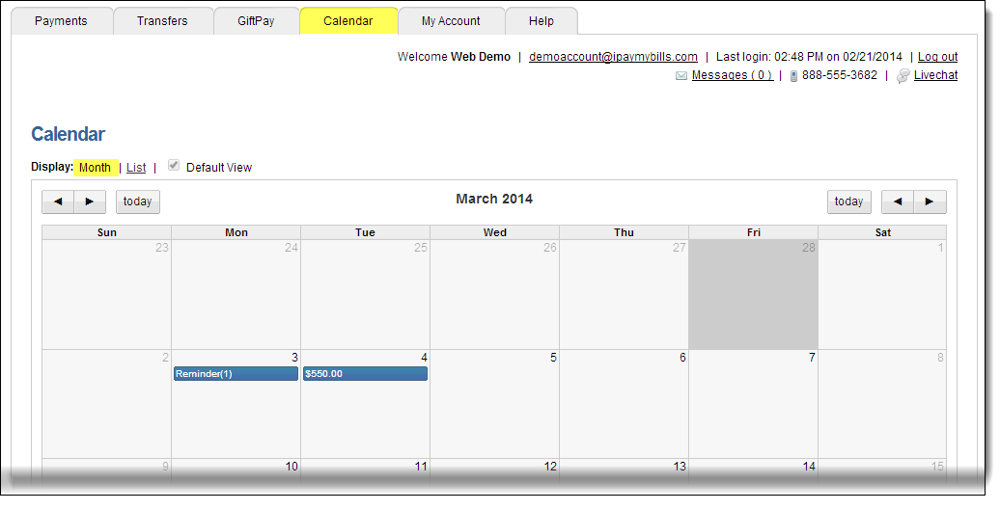 Payments Transfers GiftPay Calendar My Account Help
Welcome Web Demo | demoaccount@ipaymybills.com | Last login: 02:48 PM on 02/21/2014 | Log out
Messages ( 0 ) | 888-555-3682 | Livechat
Calendar
Display: Month | List | Default View
today March 2014 today
Sun Mon Tue Wed Thu Fri Sat
23 24 25 26 27 28 1
2 3 4 5 6 7 8
Reminder(1) $550.00
9 10 11 12 13 14 15